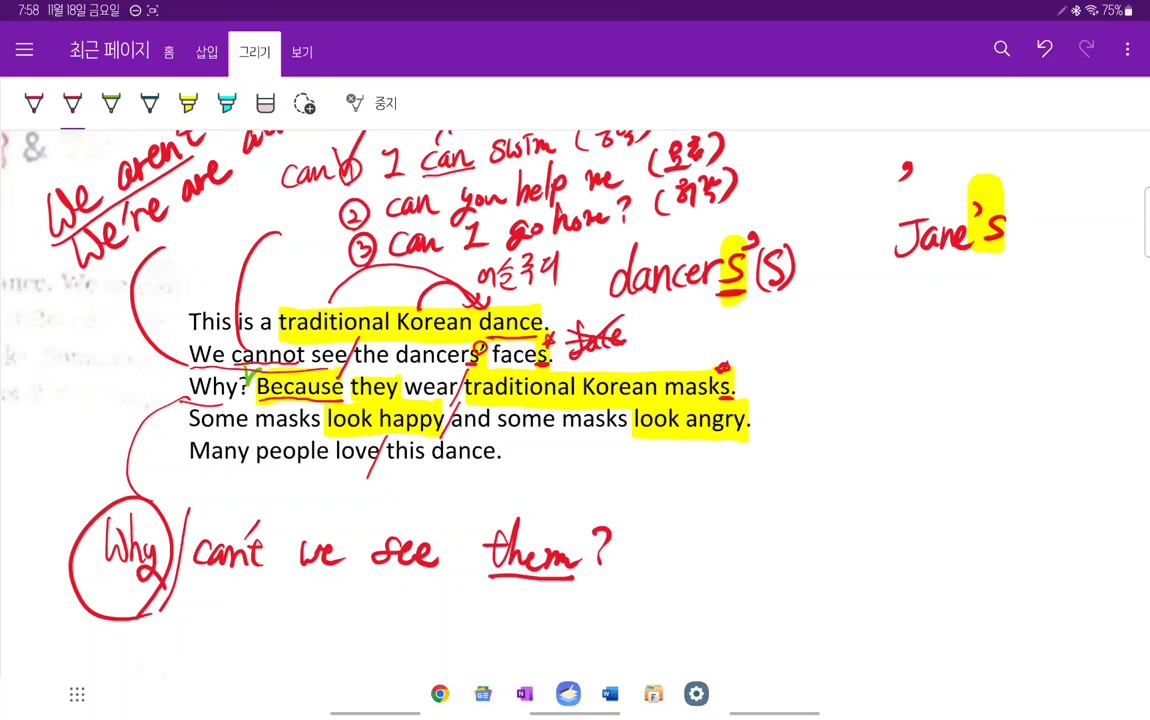 7:58 11월 18일 금요일
75%
최근 페이지 홈 삽입 그리기 보기
중지
&
We aren't
We're are
can't I can swim
② can you help me
③ can I go home? (허락)
dancers'(s)
Jane's
This is a traditional Korean dance.
We cannot see the dancers' faces.
Why? Because they wear traditional Korean masks.
Some masks look happy and some masks look angry.
Many people love this dance.
Why can't we see them?